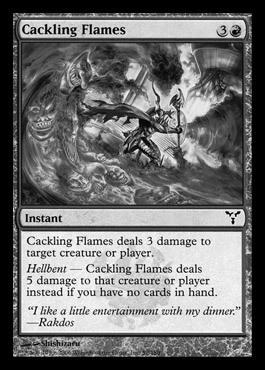 Cackling Flames 3
Instant
Cackling Flames deals 3 damage to
target creature or player.
Hellbent — Cackling Flames deals
5 damage to that creature or player
instead if you have no cards in hand.
"I like a little entertainment with my dinner."
—Rakdos
Shishizaru